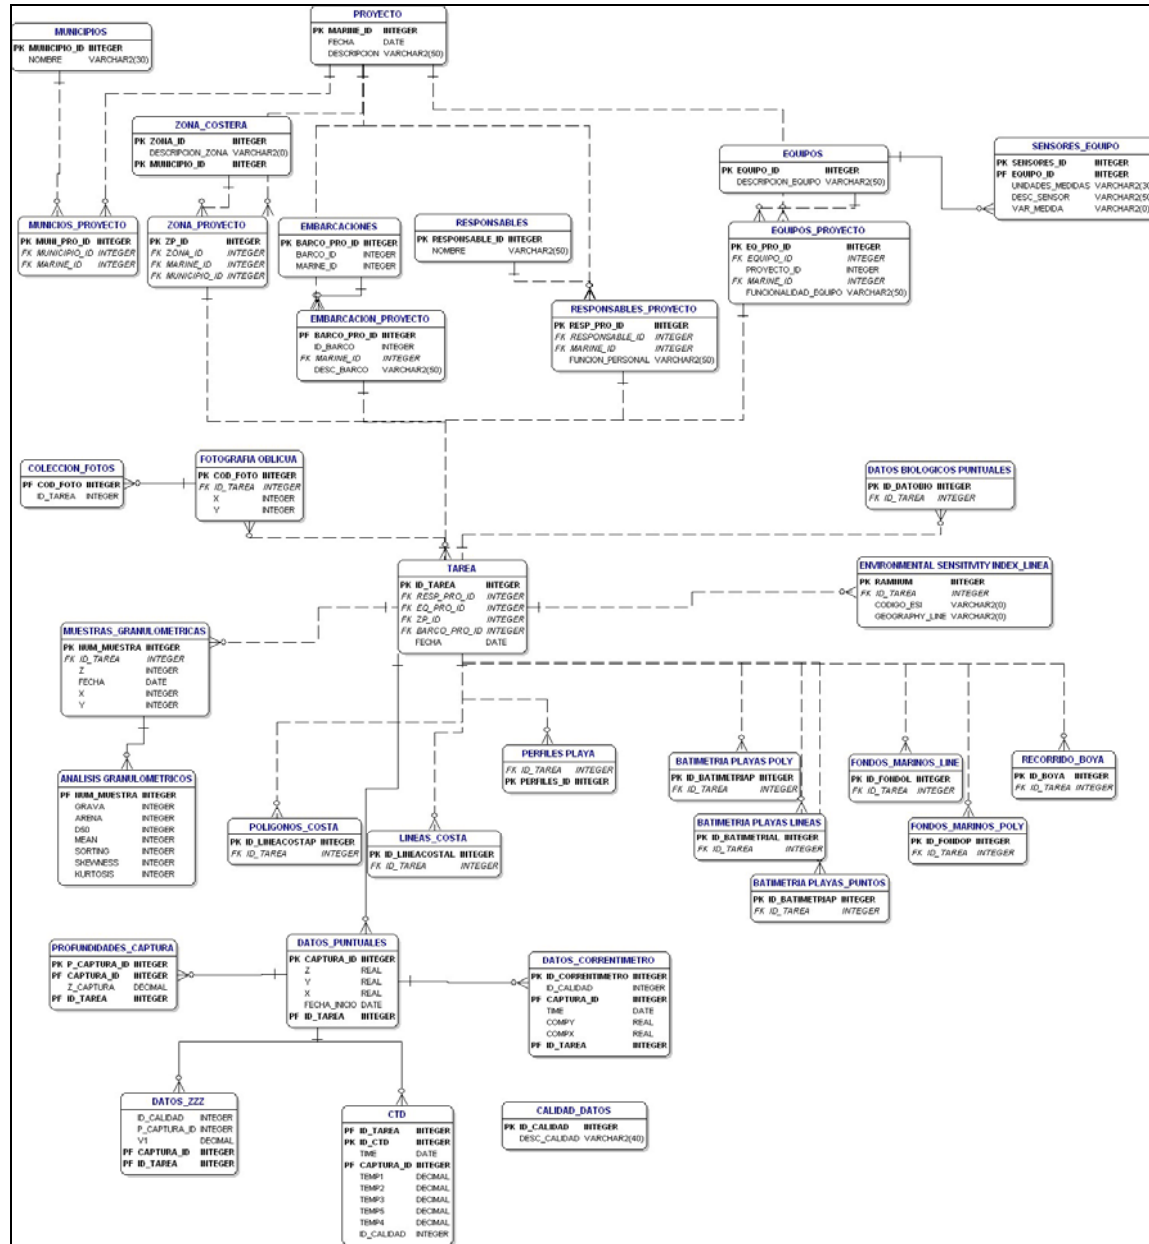 PROYECTO
PK MARINE_ID INTEGER
FECHA DATE
DESCRIPCION VARCHAR2(50)
MUNICIPIOS
PK MUNICIPIO_ID INTEGER
NOMBRE VARCHAR2(30)
ZONA_COSTERA
PK ZONA_ID INTEGER
DESCRIPCION_ZONA VARCHAR2(0)
PK MUNICIPIO_ID INTEGER
EQUIPOS
PK EQUIPO_ID INTEGER
DESCRIPCION_EQUIPO VARCHAR2(50)
SENSORES_EQUIPO
PK SENSORES_ID INTEGER
PF EQUIPO_ID INTEGER
UNIDADES_MEDIDAS VARCHAR2(30
DESC_SENSOR VARCHAR2(50
VAR_MEDIDA VARCHAR2(0)
MUNICIOS_PROYECTO
PK MUNI_PRO_ID INTEGER
FK MUNICIPIO_ID INTEGER
FK MARINE_ID INTEGER
ZONA_PROYECTO
PK ZP_ID INTEGER
FK ZONA_ID INTEGER
FK MARINE_ID INTEGER
FK MUNICIPIO_ID INTEGER
EMBARCACIONES
PK BARCO_PRO_ID INTEGER
BARCO_ID INTEGER
MARINE_ID INTEGER
RESPONSABLES
PK RESPONSABLE_ID INTEGER
NOMBRE VARCHAR2(50)
EQUIPOS_PROYECTO
PK EQ_PRO_ID INTEGER
FK EQUIPO_ID INTEGER
PROYECTO_ID INTEGER
FK MARINE_ID INTEGER
FUNCIONALIDAD_EQUIPO VARCHAR2(50)
EMBARCACION_PROYECTO
PF BARCO_PRO_ID INTEGER
ID_BARCO INTEGER
FK MARINE_ID INTEGER
DESC_BARCO VARCHAR2(50)
RESPONSABLES_PROYECTO
PK RESP_PRO_ID INTEGER
FK RESPONSABLE_ID INTEGER
FK MARINE_ID INTEGER
FUNCION_PERSONAL VARCHAR2(50)
COLECCION_FOTOS
PF COD_FOTO INTEGER
ID_TAREA INTEGER
FOTOGRAFIA OBLICUA
PK COD_FOTO INTEGER
FK ID_TAREA INTEGER
X INTEGER
Y INTEGER
DATOS BIOLOGICOS PUNTUALES
PK ID_DATOBIO INTEGER
FK ID_TAREA INTEGER
TAREA
PK ID_TAREA INTEGER
FK RESP_PRO_ID INTEGER
FK EQ_PRO_ID INTEGER
FK ZP_ID INTEGER
FK BARCO_PRO_ID INTEGER
FECHA DATE
ENVIRONMENTAL SENSITIVITY INDEX_LINEA
PK RAMNUM INTEGER
FK ID_TAREA INTEGER
CODIGO_ESI VARCHAR2(0)
GEOGRAPHY_LINE VARCHAR2(0)
MUESTRAS_GRANULOMETRICAS
PK NUM_MUESTRA INTEGER
FK ID_TAREA INTEGER
Z INTEGER
FECHA DATE
X INTEGER
Y INTEGER
ANALISIS GRANULOMETRICOS
PF NUM_MUESTRA INTEGER
GRAVA INTEGER
ARENA INTEGER
D50 INTEGER
MEAN INTEGER
SORTING INTEGER
SKEWNESS INTEGER
KURTOSIS INTEGER
PERFILES PLAYA
FK ID_TAREA INTEGER
PK PERFILES_ID INTEGER
BATIMETRIA PLAYAS POLY
PK ID_BATIMETRIAP INTEGER
FK ID_TAREA INTEGER
FONDOS_MARINOS_LINE
PK ID_FONDOL INTEGER
FK ID_TAREA INTEGER
RECORRIDO_BOYA
PK ID_BOYA INTEGER
FK ID_TAREA INTEGER
POLIGONOS_COSTA
PK ID_LINEACOSTAP INTEGER
FK ID_TAREA INTEGER
LINEAS_COSTA
PK ID_LINEACOSTAL INTEGER
FK ID_TAREA INTEGER
BATIMETRIA PLAYAS LINEAS
PK ID_BATIMETRIAL INTEGER
FK ID_TAREA INTEGER
FONDOS_MARINOS_POLY
PK ID_FONDOP INTEGER
FK ID_TAREA INTEGER
BATIMETRIA PLAYAS_PUNTOS
PK ID_BATIMETRIAP INTEGER
FK ID_TAREA INTEGER
PROFUNDIDADES_CAPTURA
PK P_CAPTURA_ID INTEGER
PF CAPTURA_ID INTEGER
Z_CAPTURA DECIMAL
PF ID_TAREA INTEGER
DATOS_PUNTUALES
PK CAPTURA_ID INTEGER
Z REAL
Y REAL
X REAL
FECHA_INICIO DATE
PF ID_TAREA INTEGER
DATOS_CORRENTIMETRO
PK ID_CORRENTIMETRO INTEGER
ID_CALIDAD INTEGER
PF CAPTURA_ID INTEGER
TIME DATE
COMPY REAL
COMPX REAL
PF ID_TAREA INTEGER
DATOS_ZZZ
ID_CALIDAD INTEGER
P_CAPTURA_ID INTEGER
V1 DECIMAL
PF CAPTURA_ID INTEGER
PF ID_TAREA INTEGER
CTD
PF ID_TAREA INTEGER
PK ID_CTD INTEGER
TIME DATE
PF CAPTURA_ID INTEGER
TEMP1 DECIMAL
TEMP2 DECIMAL
TEMP3 DECIMAL
TEMP5 DECIMAL
TEMP4 DECIMAL
ID_CALIDAD INTEGER
CALIDAD_DATOS
PK ID_CALIDAD INTEGER
DESC_CALIDAD VARCHAR2(40)